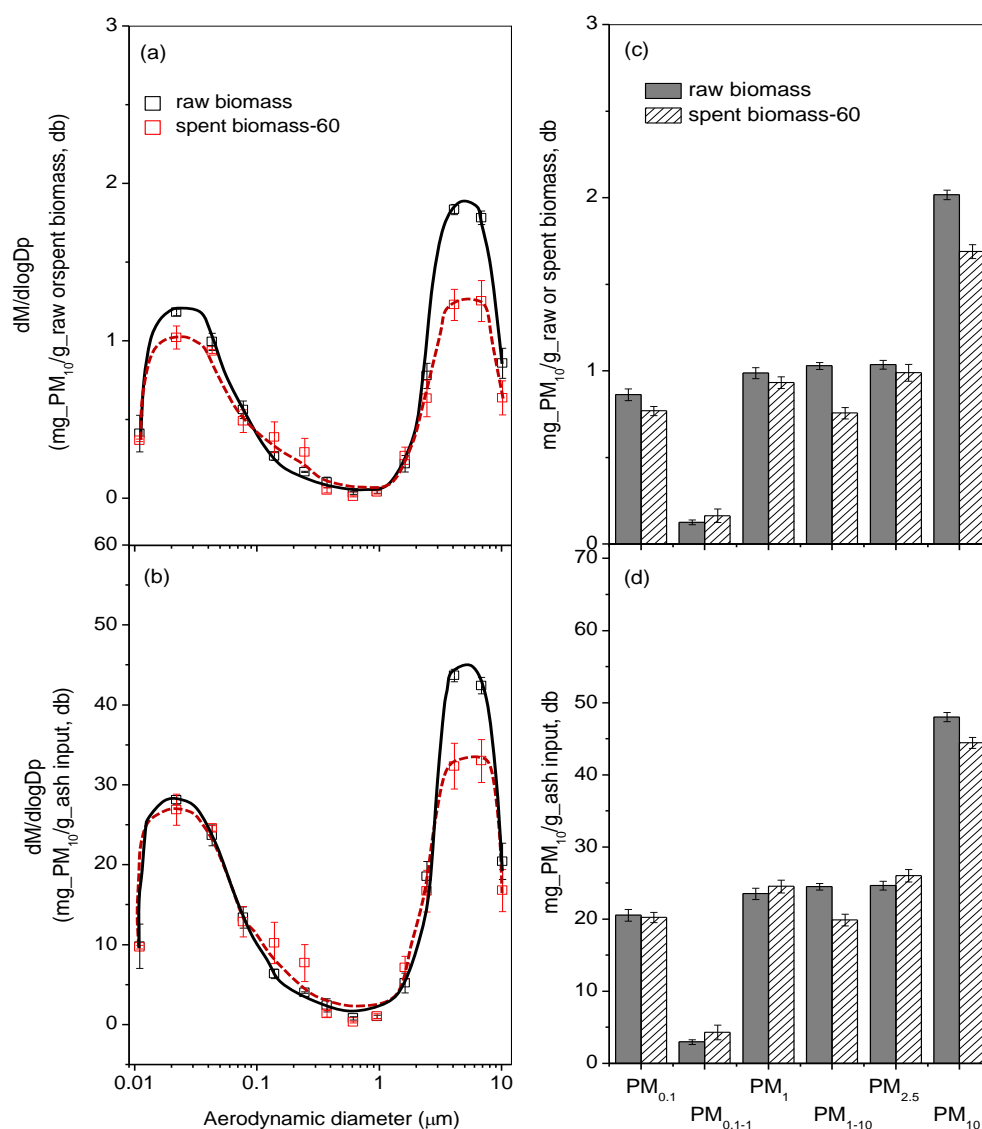 (a)
raw biomass
spent biomass-60
dM/dlogDp
(mg_PM10/g_raw orspent biomass, db)
3
2
1
0
(b)
dM/dlogDp
(mg_PM10/g_ash input, db)
60
50
40
30
20
10
0
0.01 0.1 1 10
Aerodynamic diameter (μm)
(c)
raw biomass
spent biomass-60
mg_PM10/g_raw or spent biomass, db
3
2
1
0
(d)
mg_PM10/g_ash input, db
70
60
50
40
30
20
10
0
PM0.1 PM1 PM2.5
PM0.1-1 PM1-10 PM10